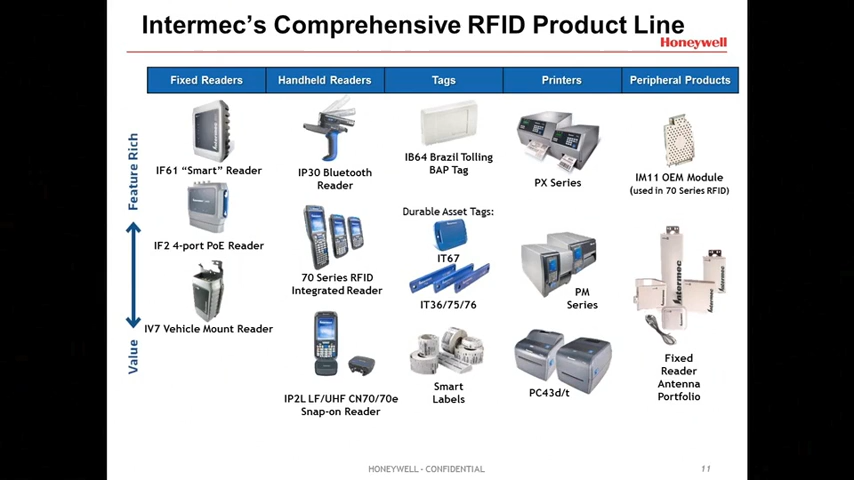 Intermec's Comprehensive RFID Product Line
Honeywell
Fixed Readers
Handheld Readers
Tags
Printers
Peripheral Products
Feature Rich
Value
IF61 “Smart” Reader
IF2 4-port PoE Reader
IV7 Vehicle Mount Reader
IP30 Bluetooth
Reader
70 Series RFID
Integrated Reader
IP2L LF/UHF CN70/70e
Snap-on Reader
IB64 Brazil Tolling
BAP Tag
Durable Asset Tags:
IT67
IT36/75/76
Smart
Labels
PX Series
PM
Series
PC43d/t
IM11 OEM Module
(used in 70 Series RFID)
Intermec
Intermec
Fixed
Reader
Antenna
Portfolio
HONEYWELL - CONFIDENTIAL
11